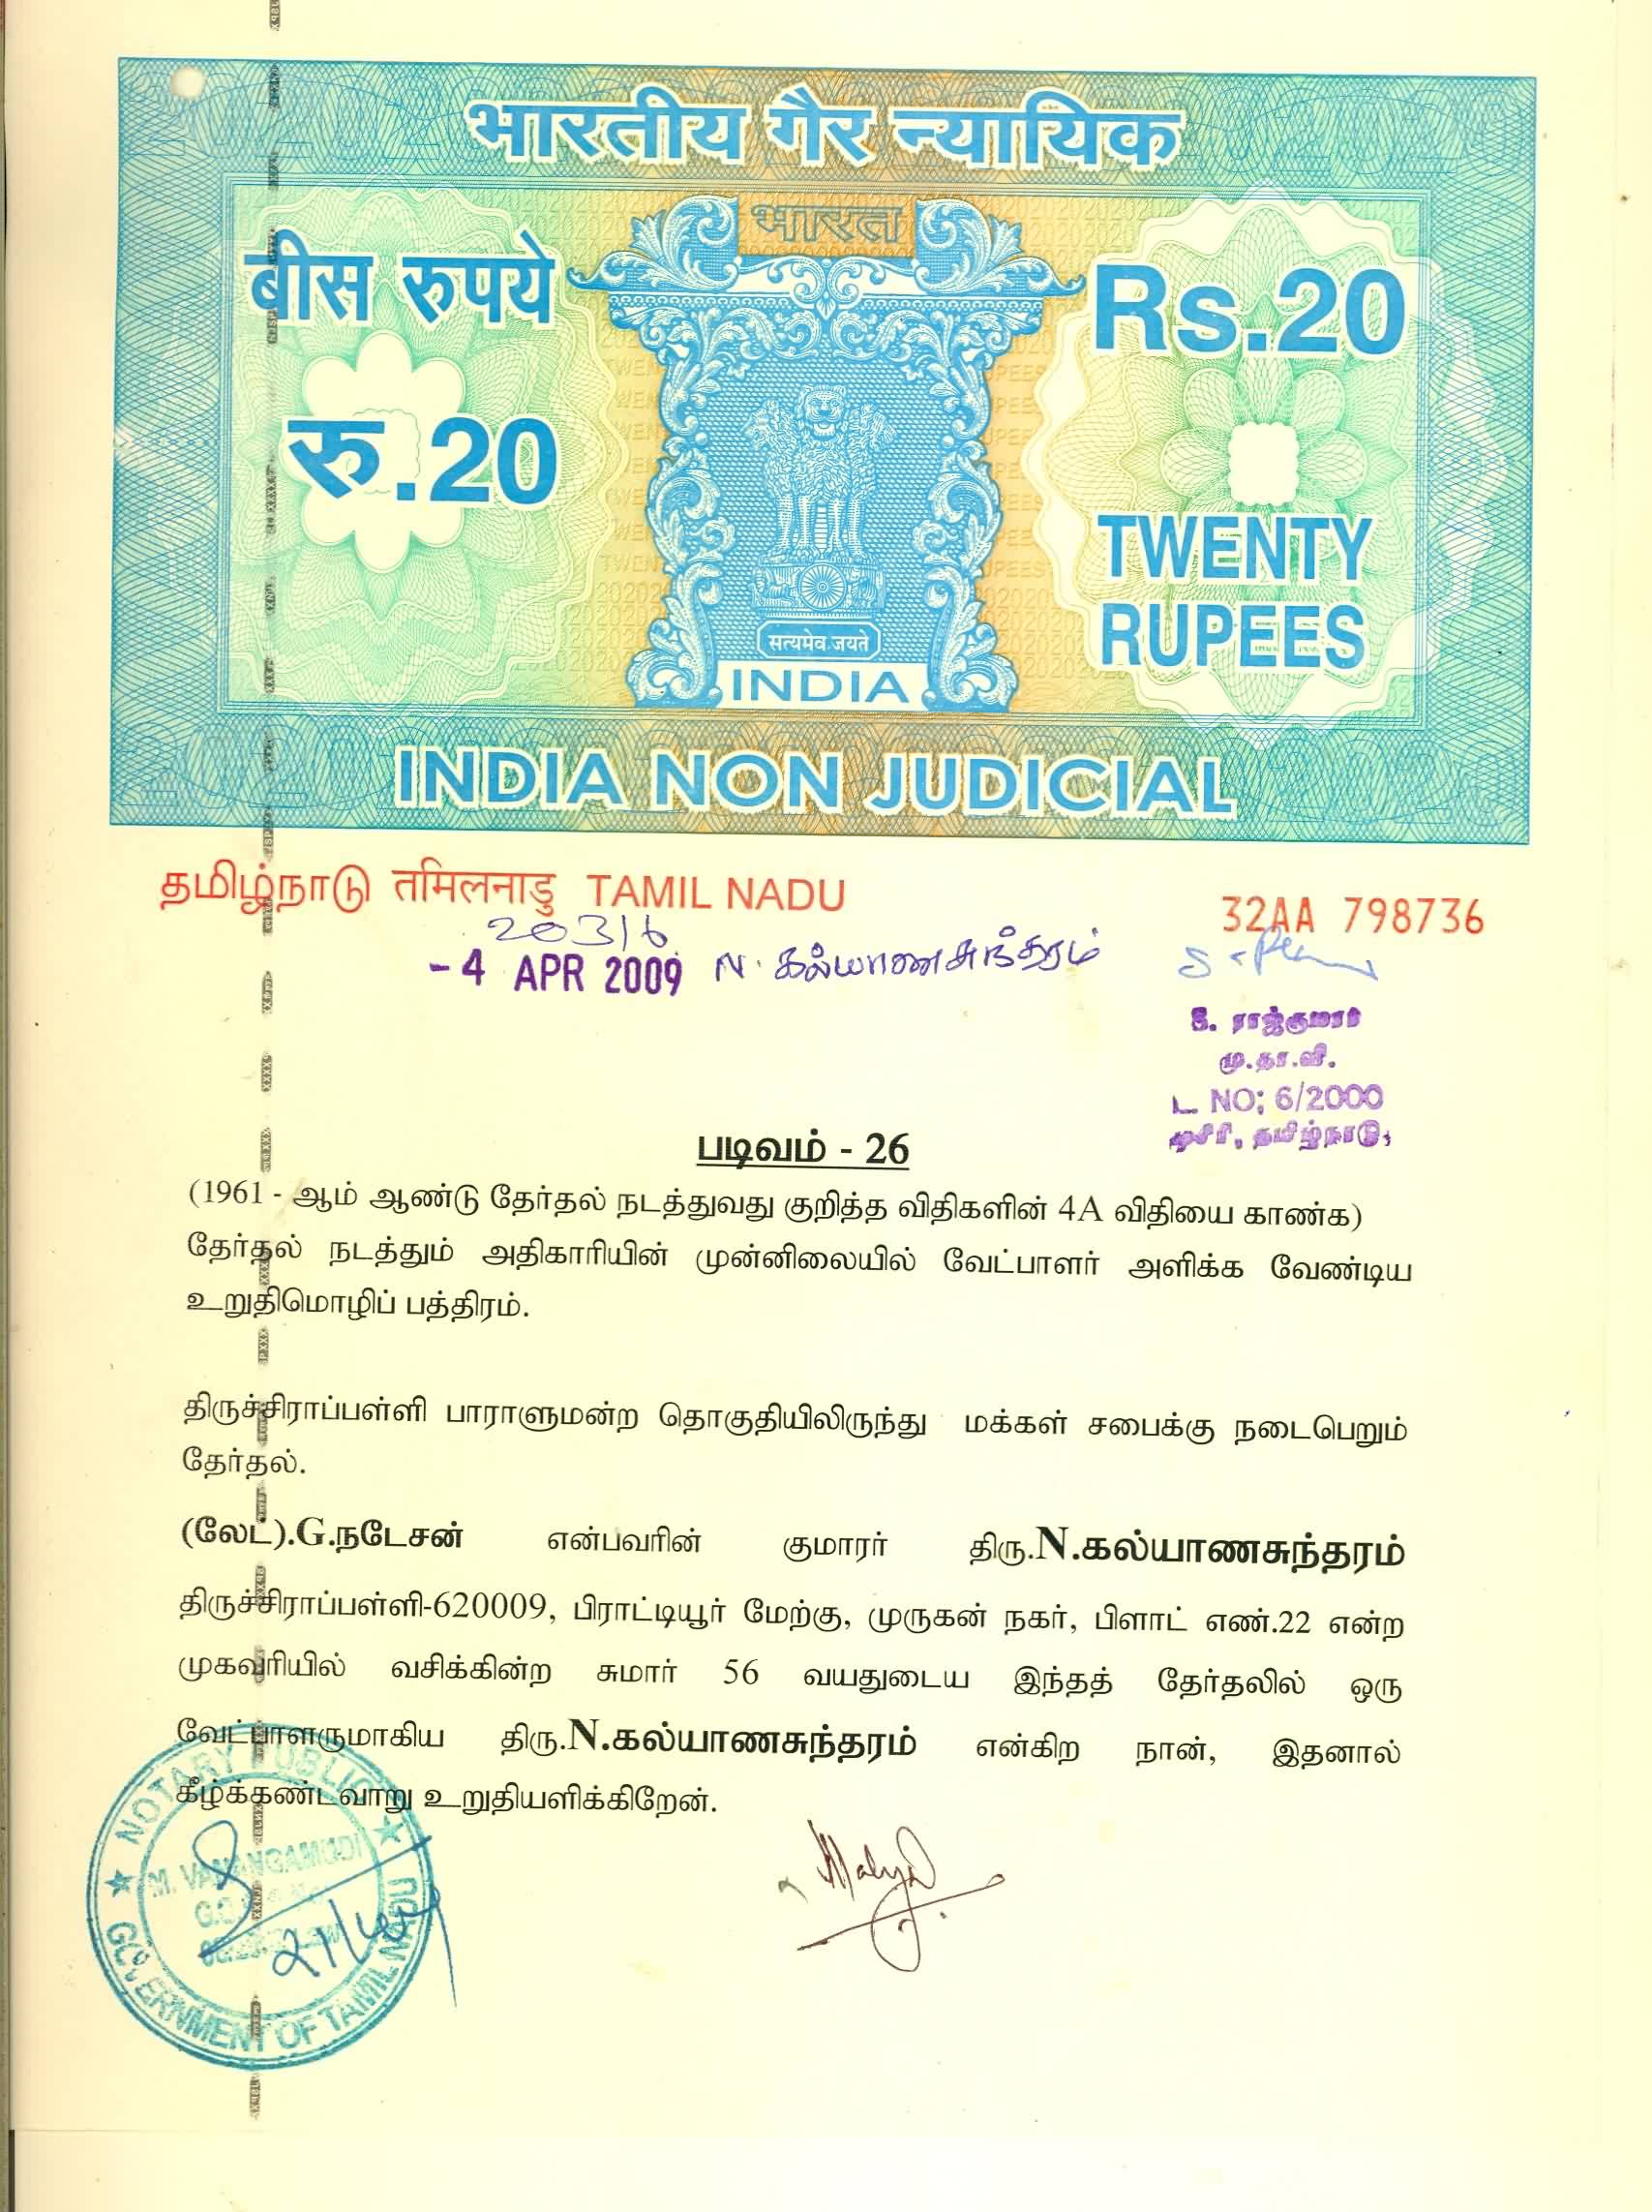 भारतीय गैर न्यायिक
भारत
बीस रुपये
रु.20
Rs.20
TWENTY
RUPEES
सत्यमेव जयते
INDIA
INDIA NON JUDICIAL
தமிழ்நாடு तमिलनाडु TAMIL NADU
32AA 798736
20316
- 4 APR 2009 N. கல்யாணசுந்தரம்
ராஜ்குமார்
மு.தா.வி.
L. NO; 6/2000
முசிரி, தமிழ்நாடு.
படிவம் - 26
(1961 - ஆம் ஆண்டு தேர்தல் நடத்துவது குறித்த விதிகளின் 4A விதியை காண்க)
தேர்தல் நடத்தும் அதிகாரியின் முன்னிலையில் வேட்பாளர் அளிக்க வேண்டிய
உறுதிமொழிப் பத்திரம்.
திருச்சிராப்பள்ளி பாராளுமன்ற தொகுதியிலிருந்து மக்கள் சபைக்கு நடைபெறும்
தேர்தல்.
(லேட்).G.நடேசன் என்பவரின் குமாரர் திரு.N.கல்யாணசுந்தரம்
திருச்சிராப்பள்ளி-620009, பிராட்டியூர் மேற்கு, முருகன் நகர், பிளாட் எண்.22 என்ற
முகவரியில் வசிக்கின்ற சுமார் 56 வயதுடைய இந்தத் தேர்தலில் ஒரு
வேட்பாளருமாகிய திரு.N.கல்யாணசுந்தரம் என்கிற நான், இதனால்
கீழ்க்கண்டவாறு உறுதியளிக்கிறேன்.
NOTARY PUBLIC
M. VANANGAMUDI
GOVERNMENT OF TAMIL NADU